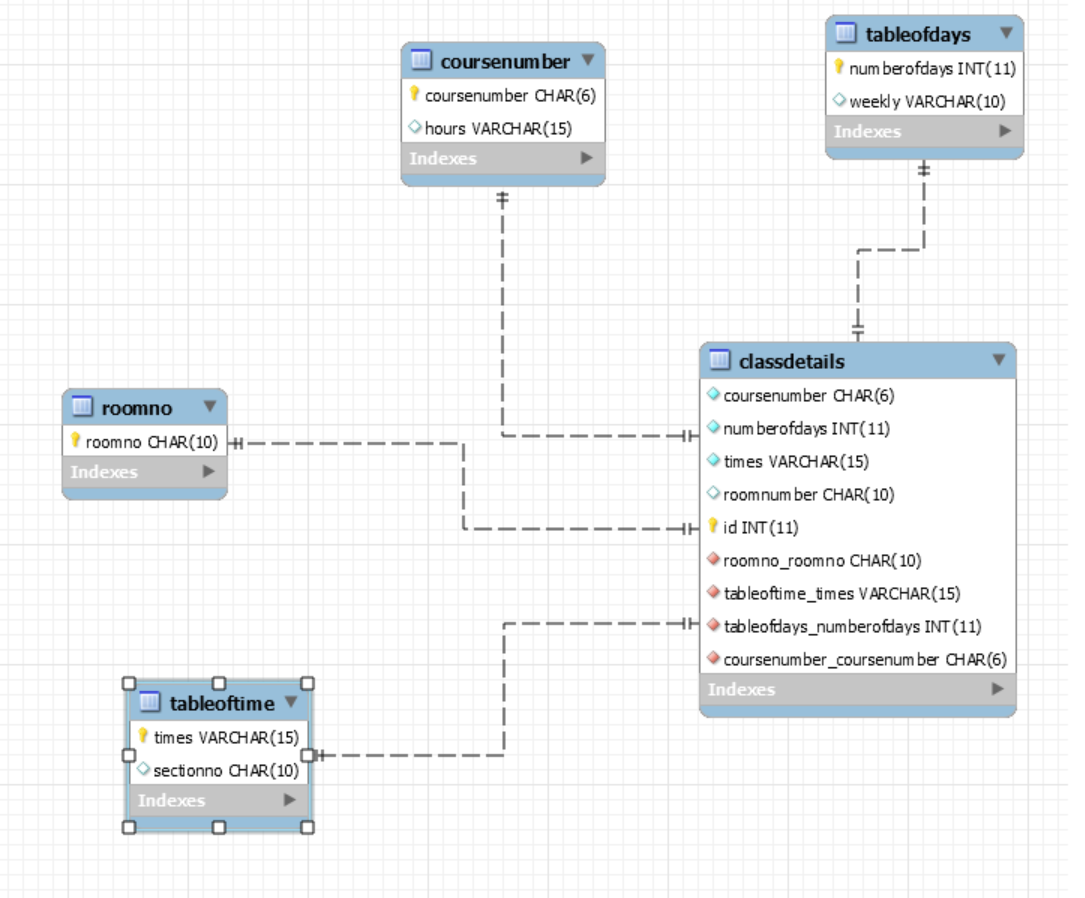 tableofdays
numberofdays INT(11)
weekly VARCHAR(10)
Indexes
coursenumber
coursenumber CHAR(6)
hours VARCHAR(15)
Indexes
classdetails
coursenumber CHAR(6)
numberofdays INT(11)
times VARCHAR(15)
roomnumber CHAR(10)
id INT(11)
roomno_roomno CHAR(10)
tableoftime_times VARCHAR(15)
tableofdays_numberofdays INT(11)
coursenumber_coursenumber CHAR(6)
Indexes
roomno
roomno CHAR(10)
Indexes
tableoftime
times VARCHAR(15)
sectionno CHAR(10)
Indexes